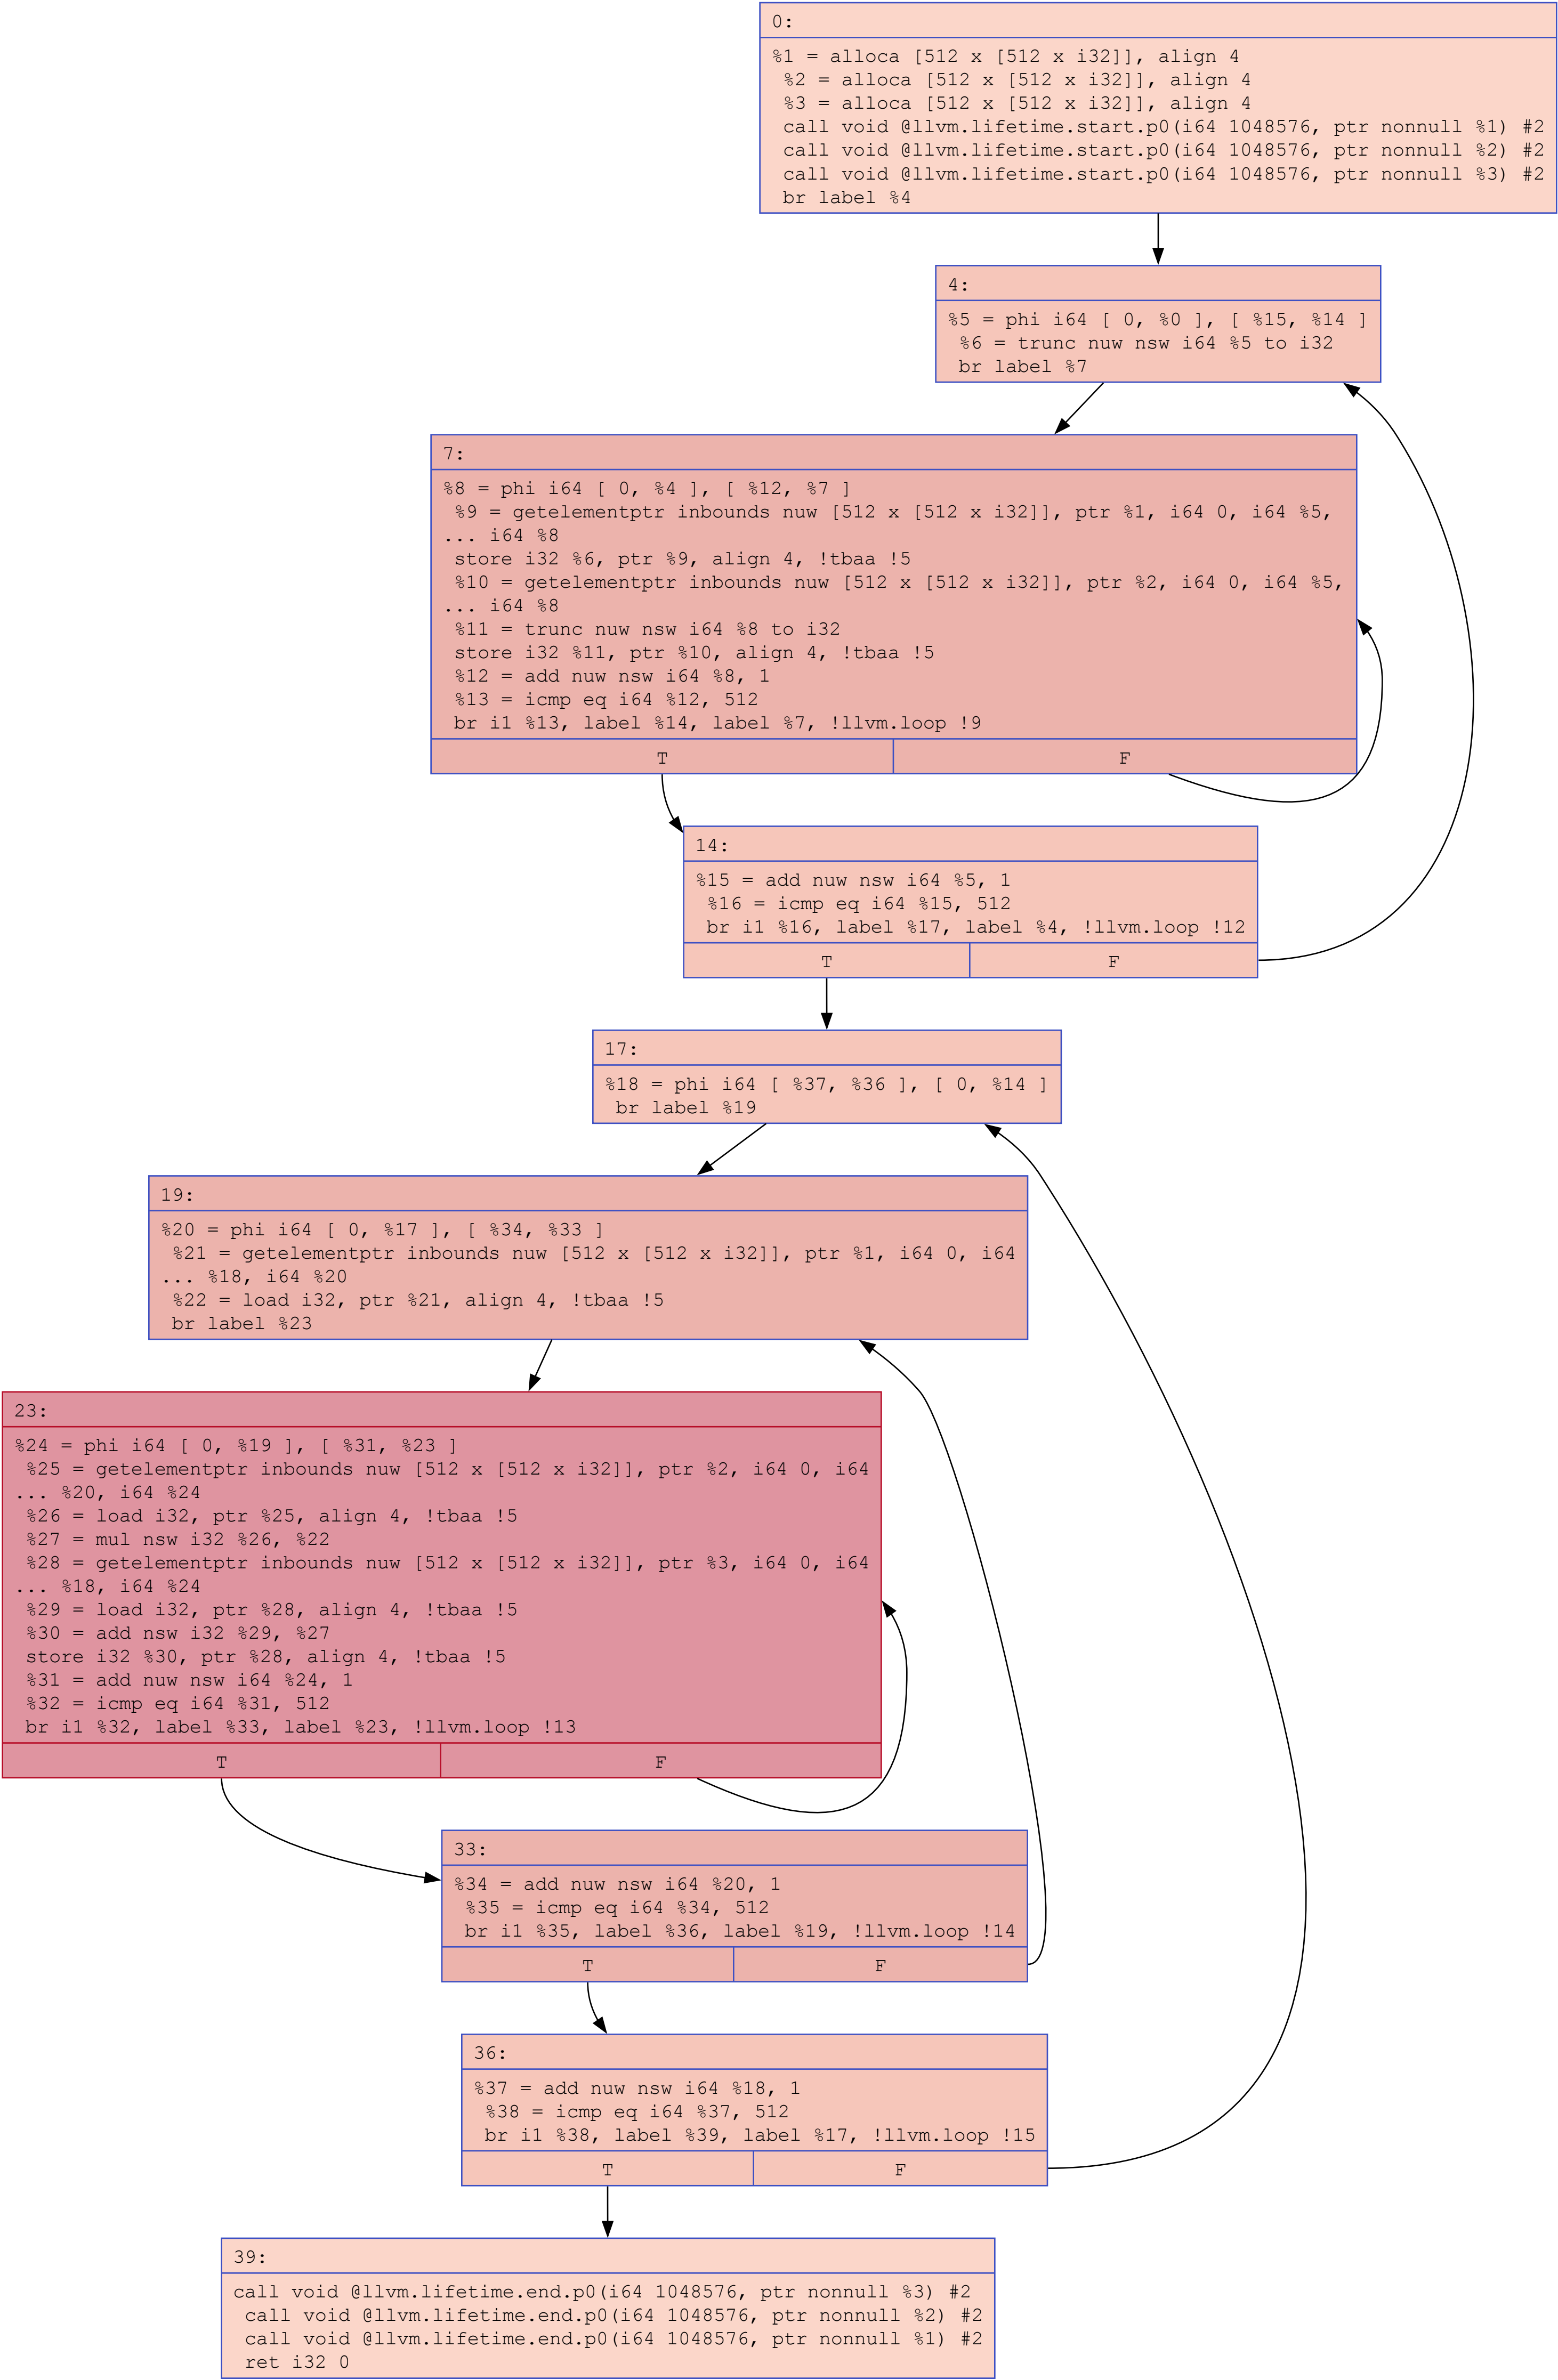 0:
%1 = alloca [512 x [512 x i32]], align 4
%2 = alloca [512 x [512 x i32]], align 4
%3 = alloca [512 x [512 x i32]], align 4
call void @llvm.lifetime.start.p0(i64 1048576, ptr nonnull %1) #2
call void @llvm.lifetime.start.p0(i64 1048576, ptr nonnull %2) #2
call void @llvm.lifetime.start.p0(i64 1048576, ptr nonnull %3) #2
br label %4
4:
%5 = phi i64 [ 0, %0 ], [ %15, %14 ]
%6 = trunc nuw nsw i64 %5 to i32
br label %7
7:
%8 = phi i64 [ 0, %4 ], [ %12, %7 ]
%9 = getelementptr inbounds nuw [512 x [512 x i32]], ptr %1, i64 0, i64 %5,
... i64 %8
store i32 %6, ptr %9, align 4, !tbaa !5
%10 = getelementptr inbounds nuw [512 x [512 x i32]], ptr %2, i64 0, i64 %5,
... i64 %8
%11 = trunc nuw nsw i64 %8 to i32
store i32 %11, ptr %10, align 4, !tbaa !5
%12 = add nuw nsw i64 %8, 1
%13 = icmp eq i64 %12, 512
br i1 %13, label %14, label %7, !llvm.loop !9
T F
14:
%15 = add nuw nsw i64 %5, 1
%16 = icmp eq i64 %15, 512
br i1 %16, label %17, label %4, !llvm.loop !12
T F
17:
%18 = phi i64 [ %37, %36 ], [ 0, %14 ]
br label %19
19:
%20 = phi i64 [ 0, %17 ], [ %34, %33 ]
%21 = getelementptr inbounds nuw [512 x [512 x i32]], ptr %1, i64 0, i64
... %18, i64 %20
%22 = load i32, ptr %21, align 4, !tbaa !5
br label %23
23:
%24 = phi i64 [ 0, %19 ], [ %31, %23 ]
%25 = getelementptr inbounds nuw [512 x [512 x i32]], ptr %2, i64 0, i64
... %20, i64 %24
%26 = load i32, ptr %25, align 4, !tbaa !5
%27 = mul nsw i32 %26, %22
%28 = getelementptr inbounds nuw [512 x [512 x i32]], ptr %3, i64 0, i64
... %18, i64 %24
%29 = load i32, ptr %28, align 4, !tbaa !5
%30 = add nsw i32 %29, %27
store i32 %30, ptr %28, align 4, !tbaa !5
%31 = add nuw nsw i64 %24, 1
%32 = icmp eq i64 %31, 512
br i1 %32, label %33, label %23, !llvm.loop !13
T F
33:
%34 = add nuw nsw i64 %20, 1
%35 = icmp eq i64 %34, 512
br i1 %35, label %36, label %19, !llvm.loop !14
T F
36:
%37 = add nuw nsw i64 %18, 1
%38 = icmp eq i64 %37, 512
br i1 %38, label %39, label %17, !llvm.loop !15
T F
39:
call void @llvm.lifetime.end.p0(i64 1048576, ptr nonnull %3) #2
call void @llvm.lifetime.end.p0(i64 1048576, ptr nonnull %2) #2
call void @llvm.lifetime.end.p0(i64 1048576, ptr nonnull %1) #2
ret i32 0